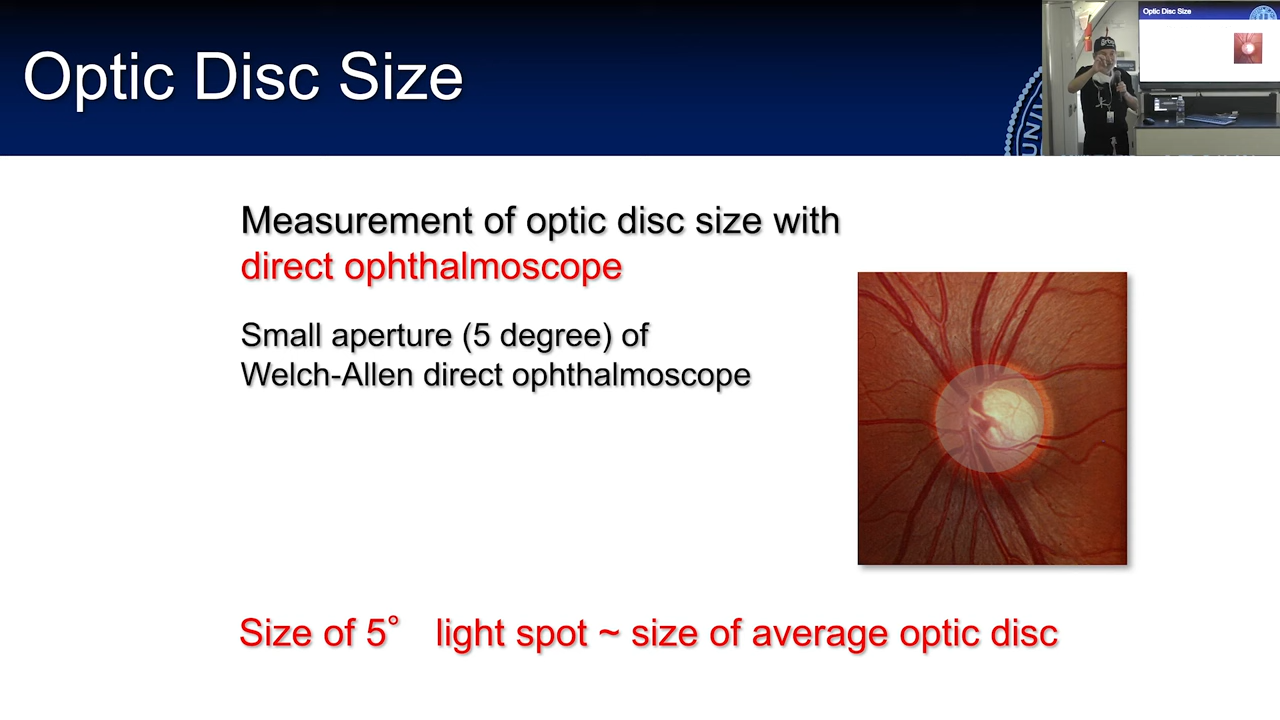 Optic Disc Size
Optic Disc Size
UNIV
Measurement of optic disc size with
direct ophthalmoscope
Small aperture (5 degree) of
Welch-Allen direct ophthalmoscope
Size of 5° light spot ~ size of average optic disc